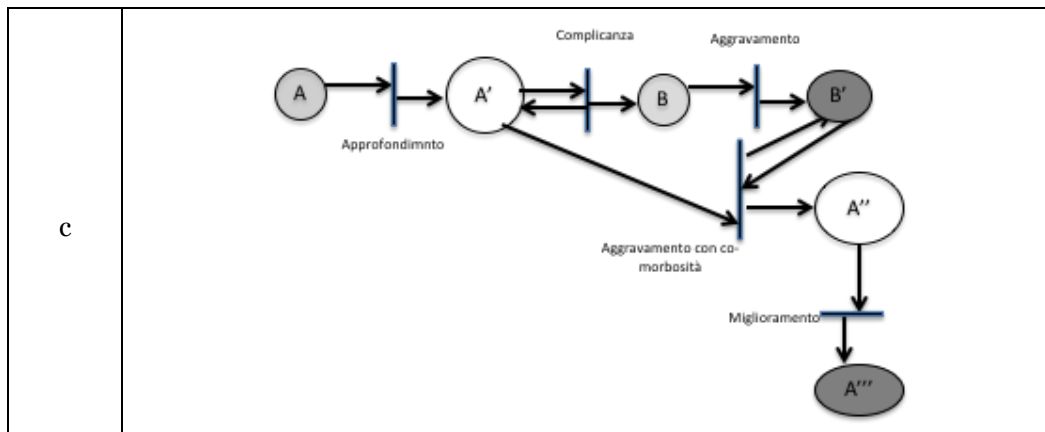 c
Complicanza
Aggravamento
A
A'
B
B'
Approfondimnto
A''
Aggravamento con co-
morbosità
Miglioramento
A'''